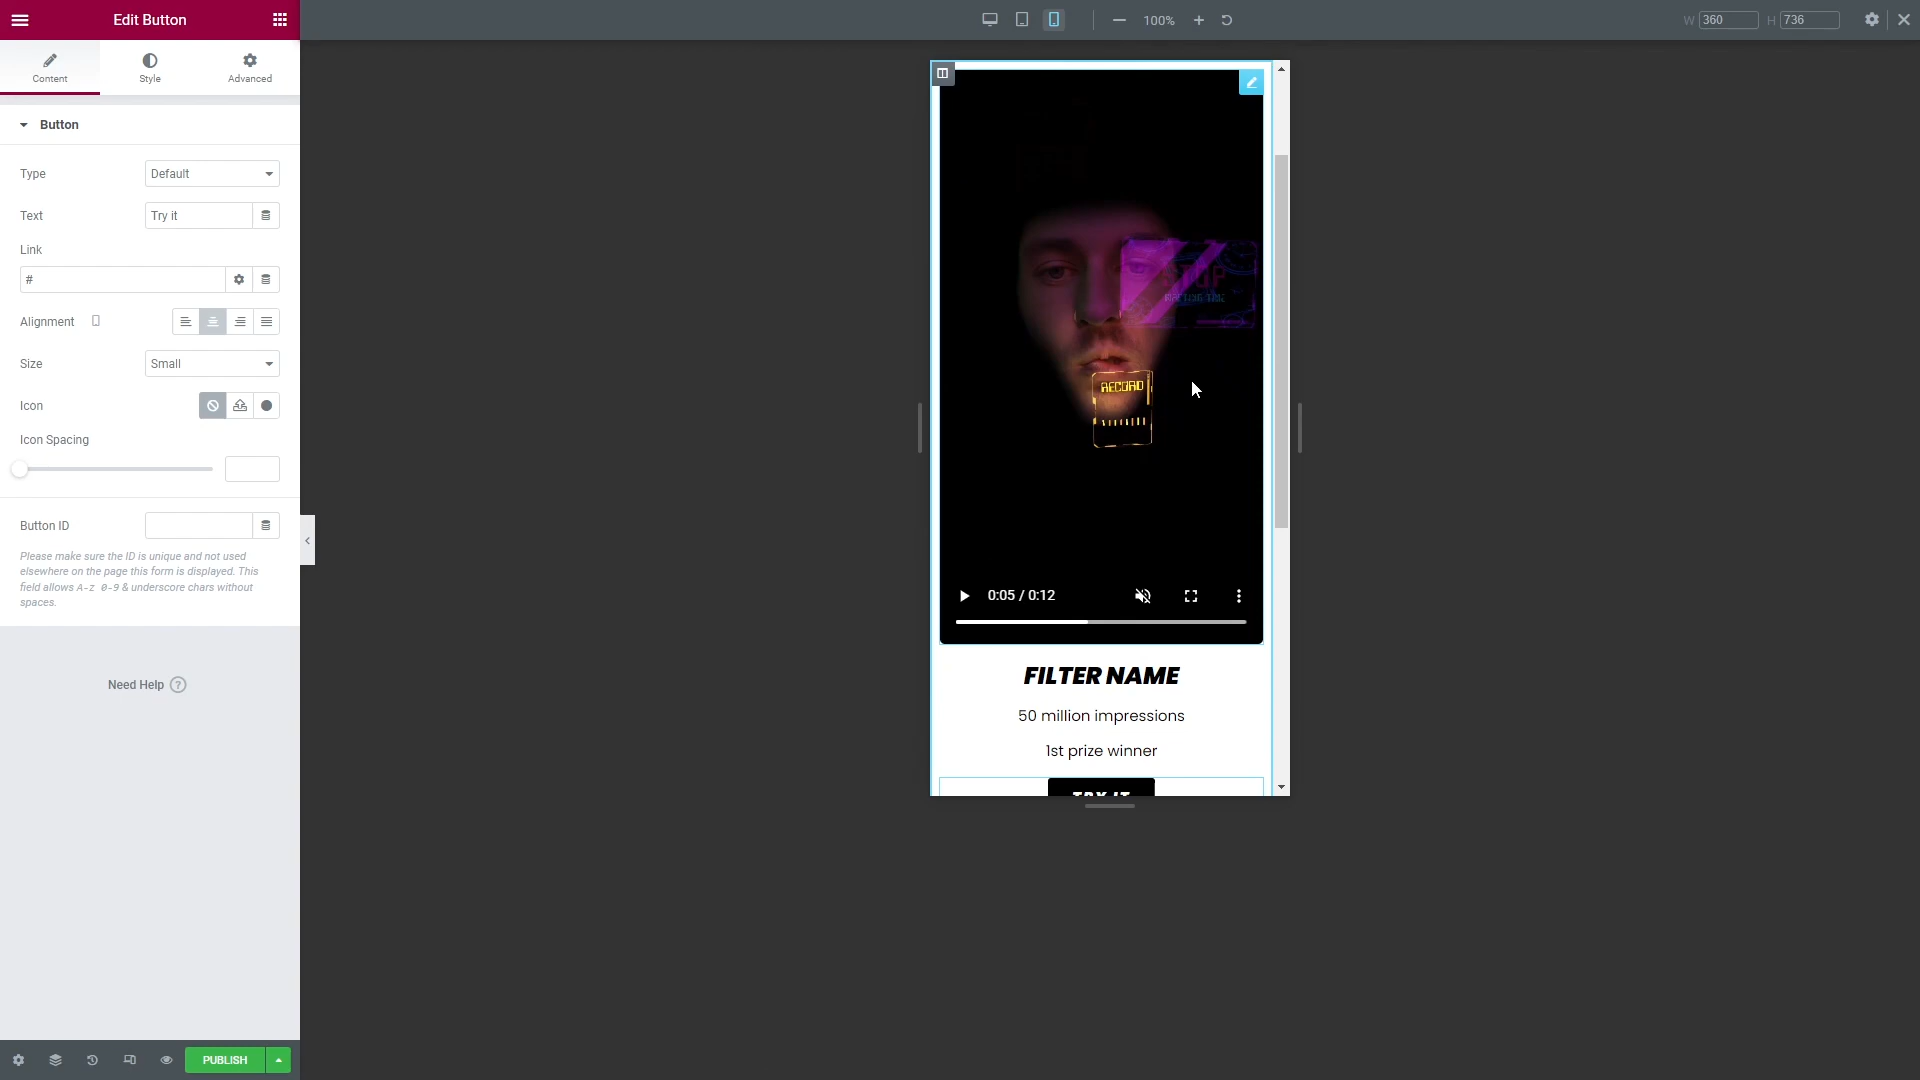 Edit Button
100%
W 360 H 736
Content Style Advanced
Button
Type Default
Text Try it
Link
#
Alignment
Size Small
Icon
Icon Spacing
Button ID
Please make sure the ID is unique and not used
elsewhere on the page this form is displayed. This
field allows A-z 0-9 & underscore chars without
spaces.
Need Help ?
PUBLISH
STOP
RECORD
0:05 / 0:12
FILTER NAME
50 million impressions
1st prize winner
TRY IT